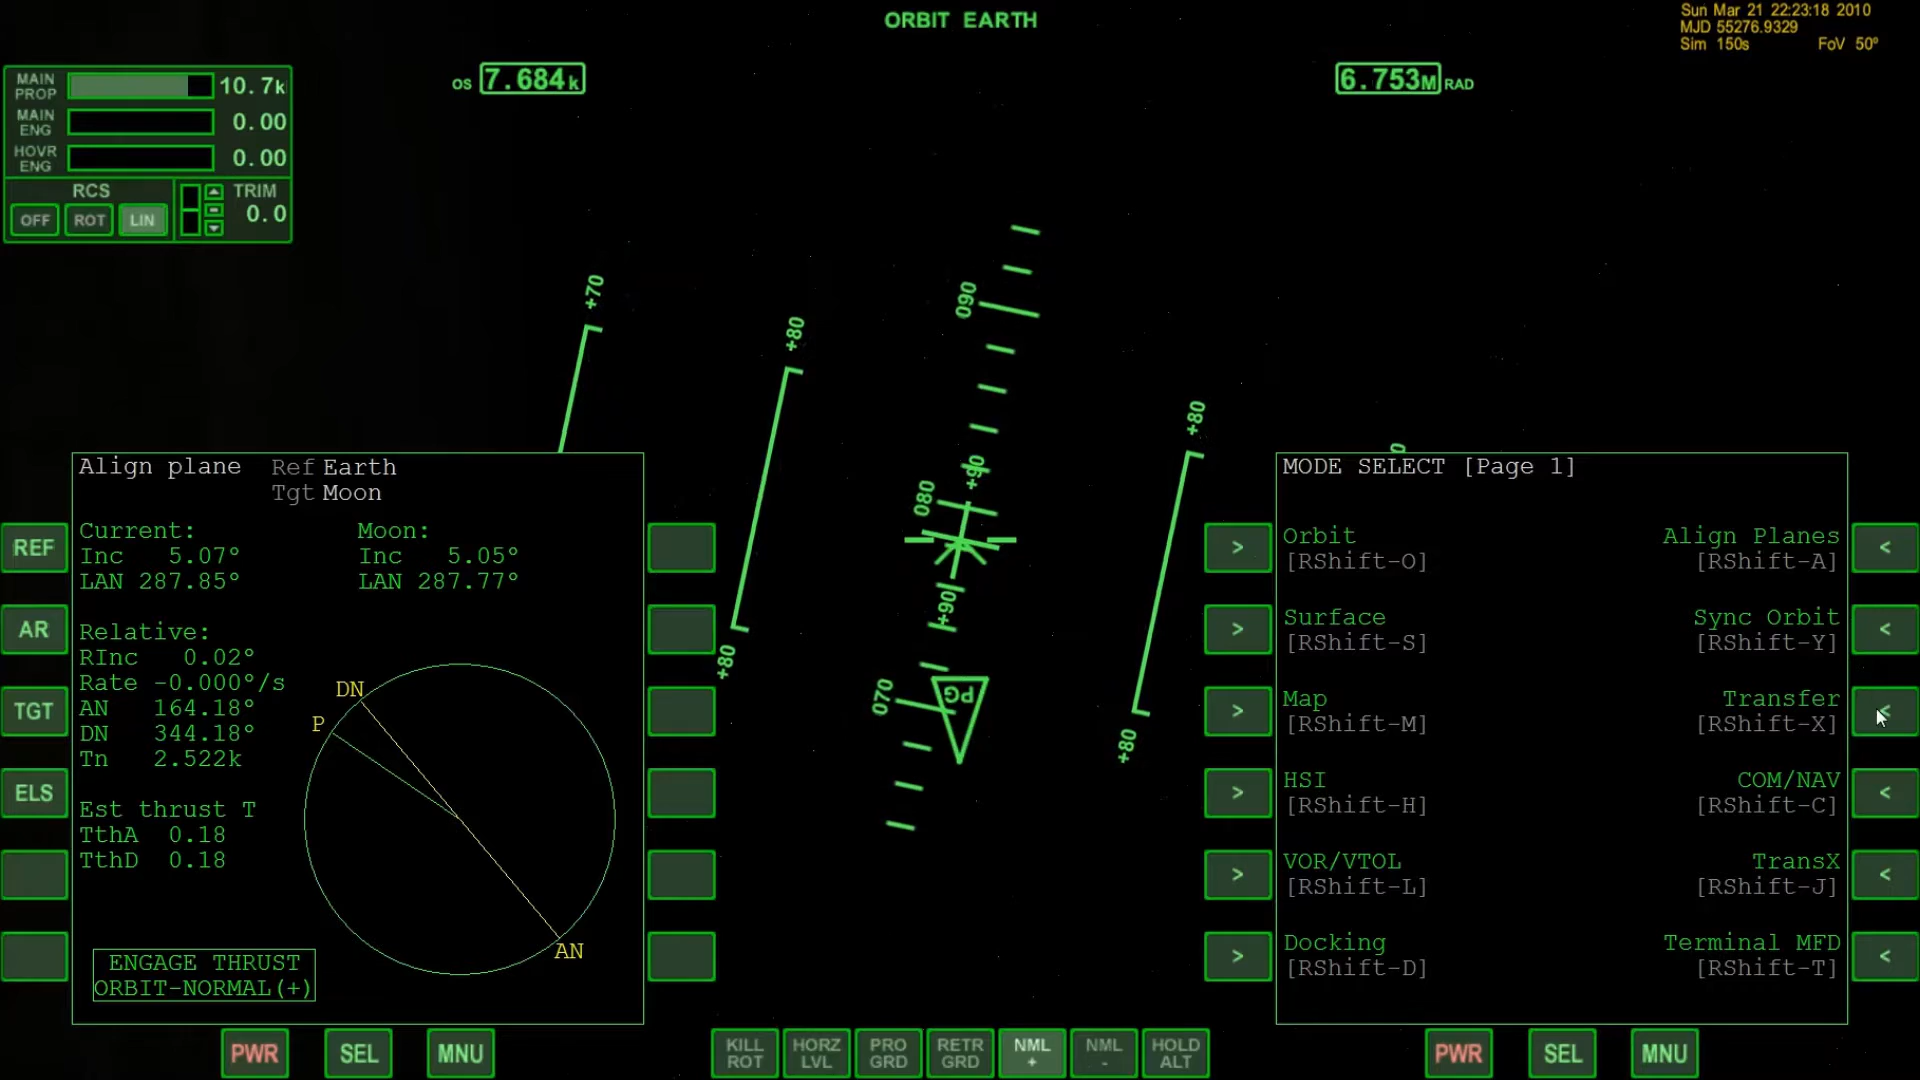 ORBIT EARTH
Sun Mar 21 22:23:18 2010
MJD 55276.9329
Sim 150s FoV 50º
MAIN PROP 10.7k
MAIN ENG 0.00
HOVR ENG 0.00
RCS
TRIM
OFF ROT LIN 0.0
OS 7.684k
6.753M RAD
+70
+80
090
+80
+90
080
+90
+80
070
PG
+80
0
Align plane Ref Earth
Tgt Moon
Current: Moon:
Inc 5.07° Inc 5.05°
LAN 287.85° LAN 287.77°
Relative:
RInc 0.02°
Rate -0.000°/s
AN 164.18°
DN 344.18°
Tn 2.522k
Est thrust T
TthA 0.18
TthD 0.18
DN
P
AN
ENGAGE THRUST
ORBIT-NORMAL(+)
REF
AR
TGT
ELS
PWR SEL MNU
KILL ROT
HORZ LVL
PRO GRD
RETR GRD
NML +
NML -
HOLD ALT
MODE SELECT [Page 1]
> Orbit Align Planes <
[RShift-O] [RShift-A]
> Surface Sync Orbit <
[RShift-S] [RShift-Y]
> Map Transfer <
[RShift-M] [RShift-X]
> HSI COM/NAV <
[RShift-H] [RShift-C]
> VOR/VTOL TransX <
[RShift-L] [RShift-J]
> Docking Terminal MFD <
[RShift-D] [RShift-T]
PWR SEL MNU